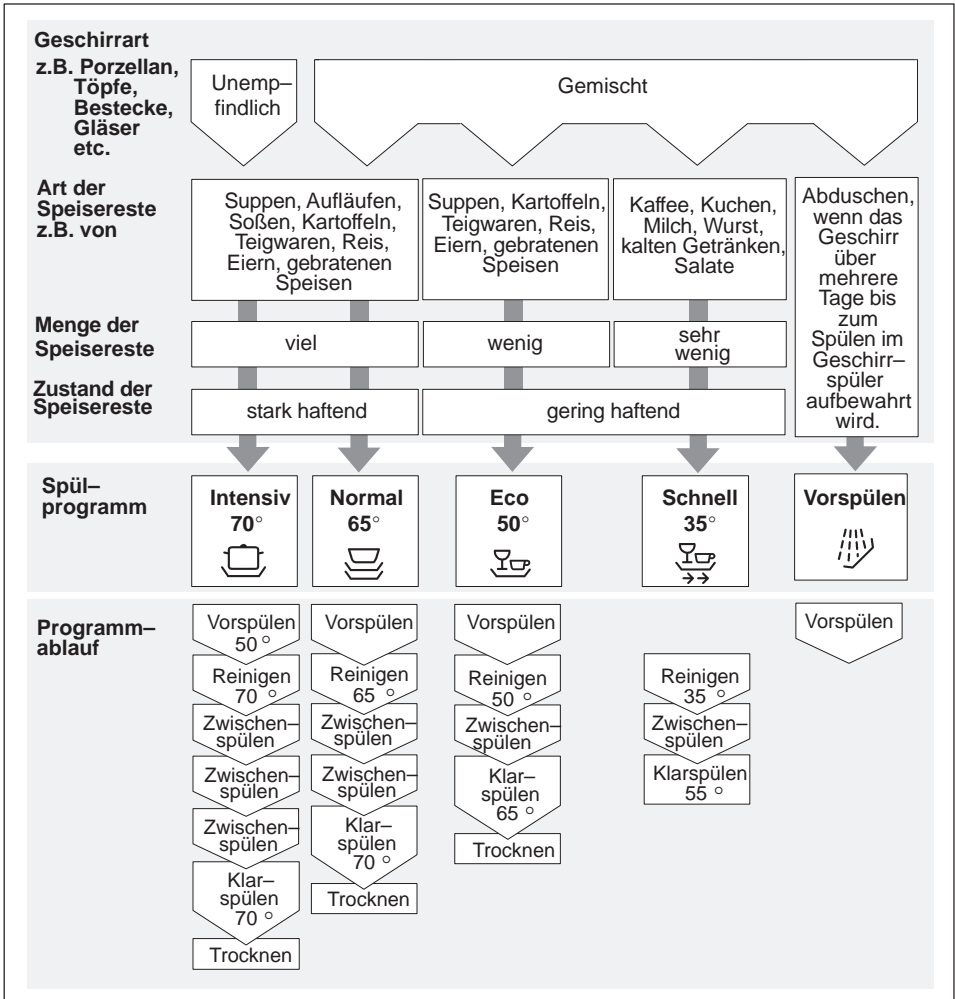 Geschirrart
z.B. Porzellan,
Töpfe,
Bestecke,
Gläser
etc.
Unemp–
findlich
Gemischt
Art der
Speisereste
z.B. von
Suppen, Aufläufen,
Soßen, Kartoffeln,
Teigwaren, Reis,
Eiern, gebratenen
Speisen
Suppen, Kartoffeln,
Teigwaren, Reis,
Eiern, gebratenen
Speisen
Kaffee, Kuchen,
Milch, Wurst,
kalten Getränken,
Salate
Abduschen,
wenn das
Geschirr
über
mehrere
Tage bis
zum
Spülen im
Geschirr–
spüler
aufbewahrt
wird.
Menge der
Speisereste
viel
wenig
sehr
wenig
Zustand der
Speisereste
stark haftend
gering haftend
Spül–
programm
Intensiv
70°
Normal
65°
Eco
50°
Schnell
35°
Vorspülen
Programm–
ablauf
Vorspülen
50 °
Reinigen
70 °
Zwischen–
spülen
Zwischen–
spülen
Zwischen–
spülen
Klar–
spülen
70 °
Trocknen
Vorspülen
Reinigen
65 °
Zwischen–
spülen
Zwischen–
spülen
Klar–
spülen
70 °
Trocknen
Vorspülen
Reinigen
50 °
Zwischen–
spülen
Klar–
spülen
65 °
Trocknen
Reinigen
35 °
Zwischen–
spülen
Klarspülen
55 °
Vorspülen